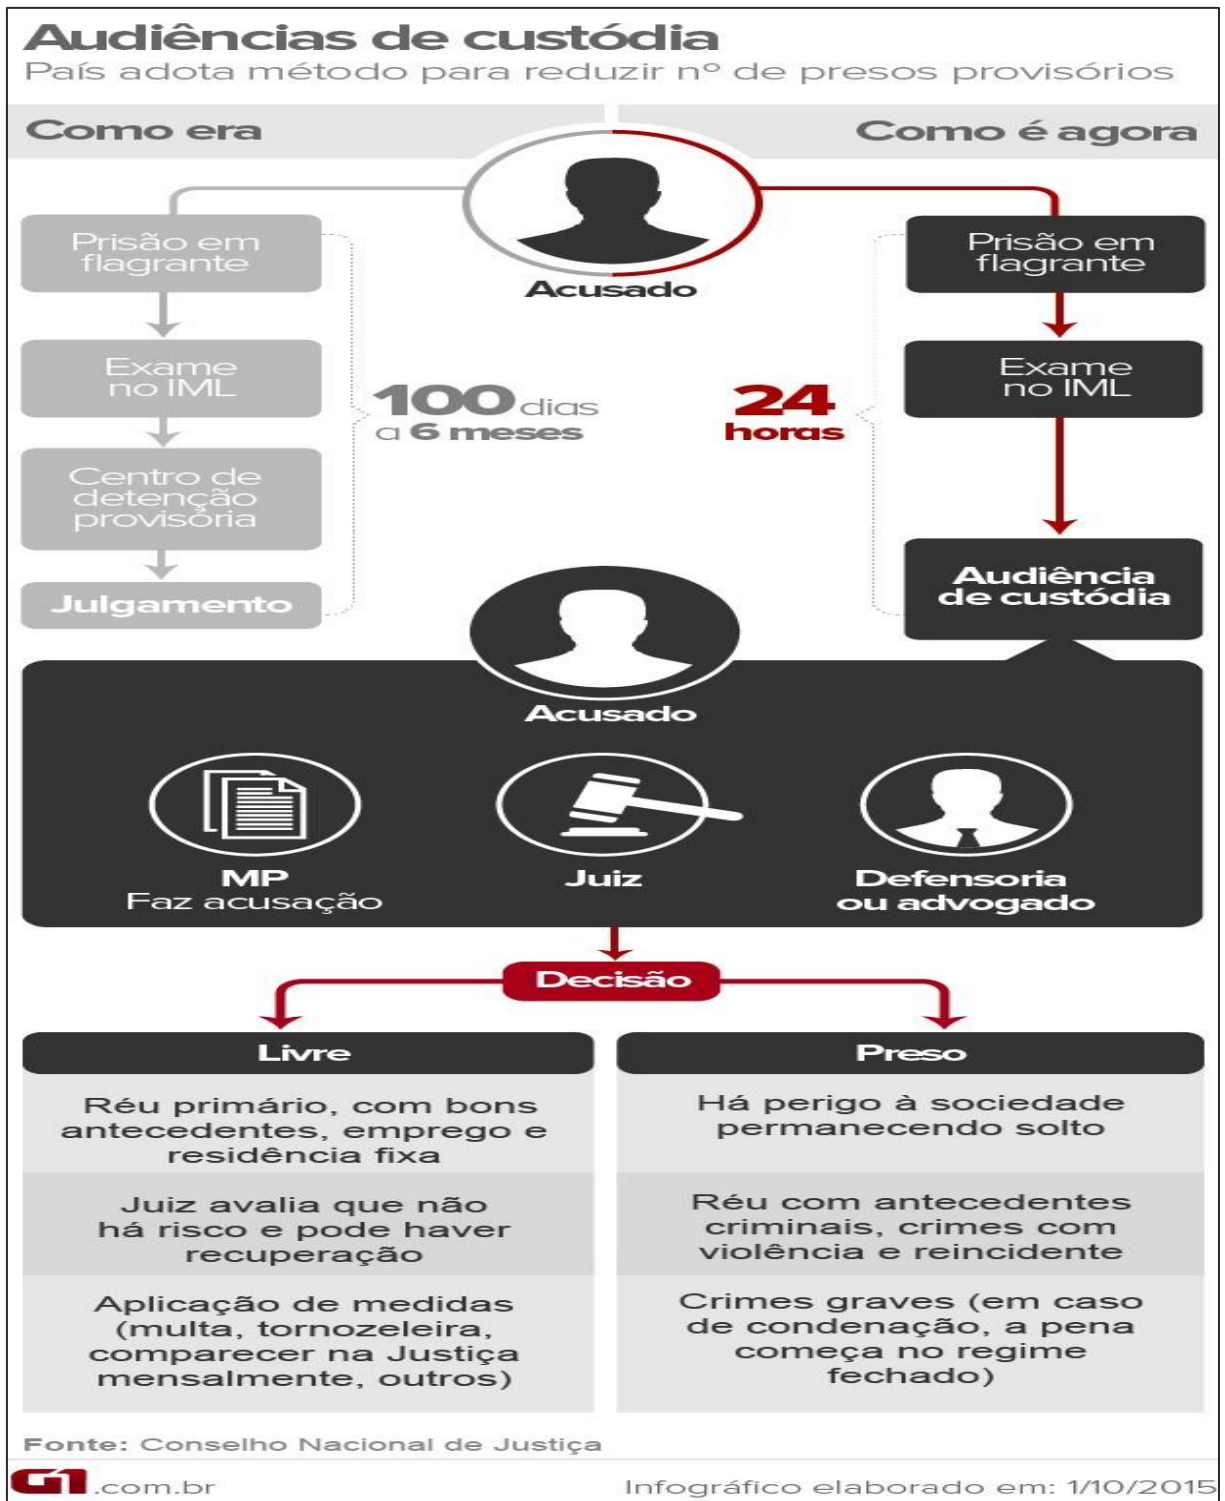 Audiências de custódia
País adota método para reduzir nº de presos provisórios
Como era
Como é agora
Acusado
Prisão em
flagrante
Exame
no IML
Centro de
detenção
provisória
Julgamento
100 dias
a 6 meses
24
horas
Prisão em
flagrante
Exame
no IML
Audiência
de custódia
Acusado
MP
Faz acusação
Juiz
Defensoria
ou advogado
Decisão
Livre
Réu primário, com bons
antecedentes, emprego e
residência fixa
Juiz avalia que não
há risco e pode haver
recuperação
Aplicação de medidas
(multa, tornozeleira,
comparecer na Justiça
mensalmente, outros)
Preso
Há perigo à sociedade
permanecendo solto
Réu com antecedentes
criminais, crimes com
violência e reincidente
Crimes graves (em caso
de condenação, a pena
começa no regime
fechado)
Fonte: Conselho Nacional de Justiça
G1.com.br
Infográfico elaborado em: 1/10/2015